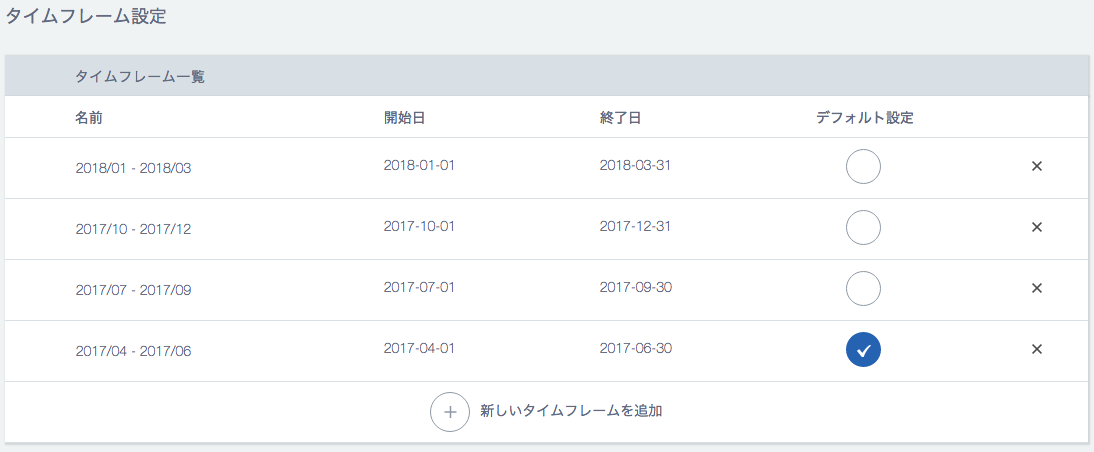 タイムフレーム設定
タイムフレーム一覧
名前 開始日 終了日 デフォルト設定
2018/01 - 2018/03 2018-01-01 2018-03-31
2017/10 - 2017/12 2017-10-01 2017-12-31
2017/07 - 2017/09 2017-07-01 2017-09-30
2017/04 - 2017/06 2017-04-01 2017-06-30
新しいタイムフレームを追加